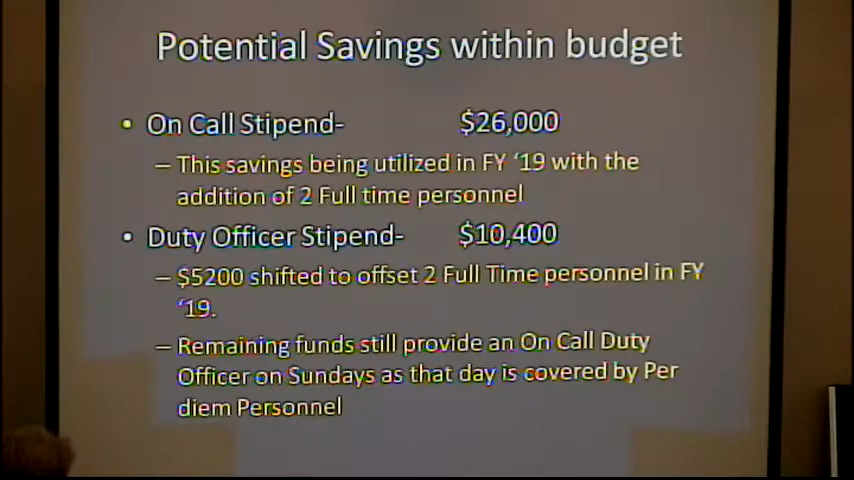 Potential Savings within budget
• On Call Stipend- $26,000
– This savings being utilized in FY ‘19 with the
addition of 2 Full time personnel
• Duty Officer Stipend- $10,400
– $5200 shifted to offset 2 Full Time personnel in FY
‘19.
– Remaining funds still provide an On Call Duty
Officer on Sundays as that day is covered by Per
diem Personnel